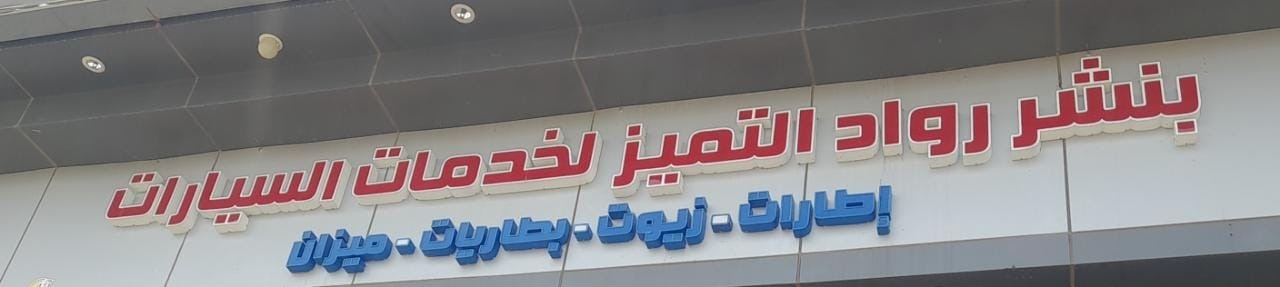 بنشر رواد التميز لخدمات السيارات
إطارات - زيوت - بطاريات - ميزان